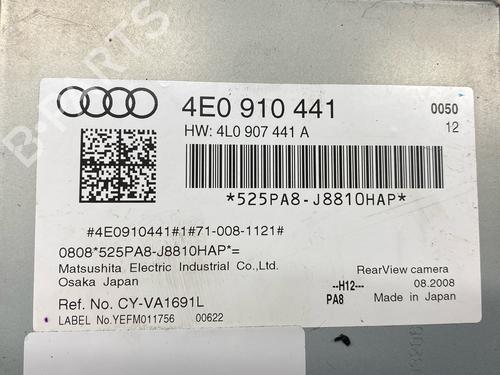 4E0 910 441
0050
HW: 4L0 907 441 A
12
*525PA8-J8810HAP*
#4E0910441#1#71-008-1121#
0808*525PA8-J8810HAP*=
Matsushita Electric Industrial Co.,Ltd.
Osaka Japan
RearView camera
--H12---
08.2008
Ref. No. CY-VA1691L
PA8
Made in Japan
LABEL No.YEFM011756
00622
B-PARTS